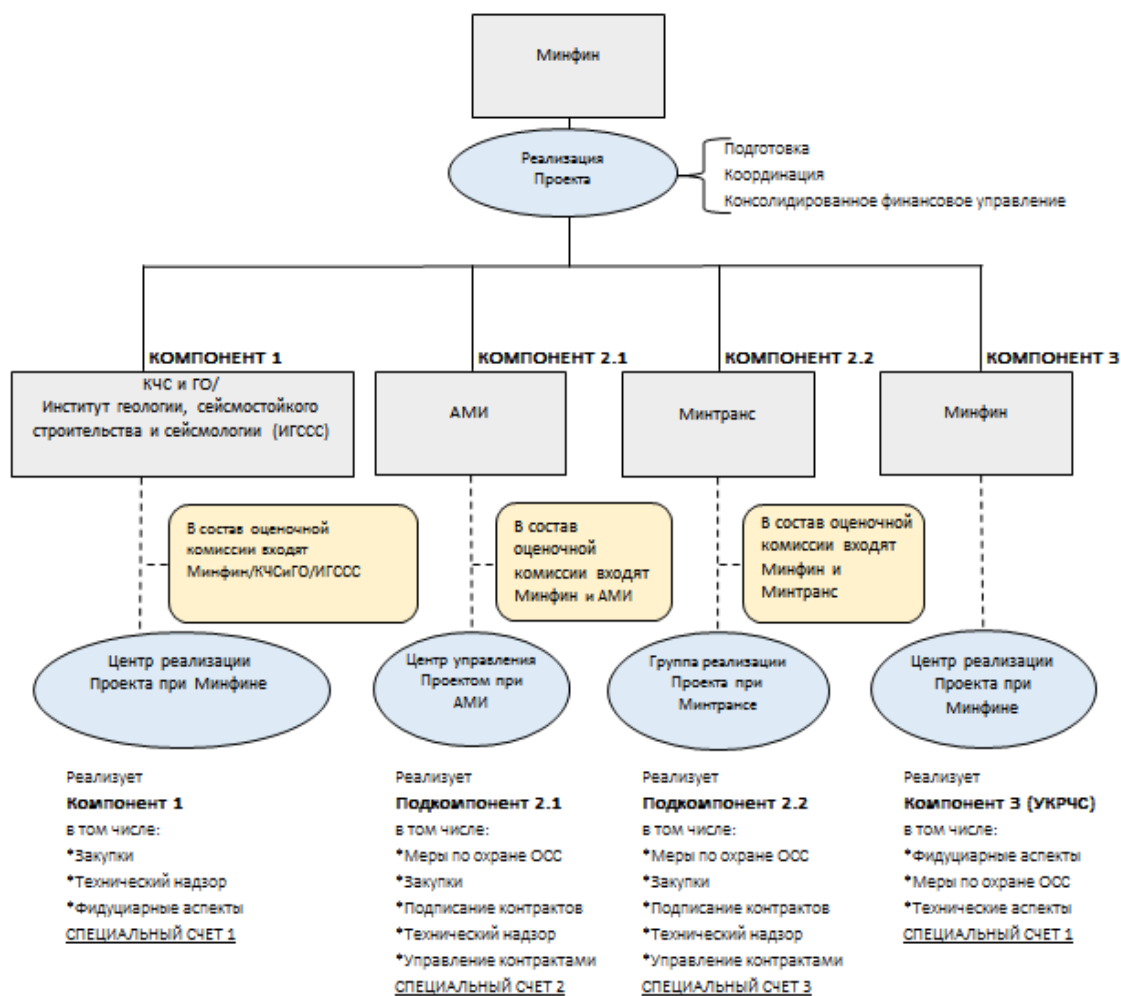 Минфин
Реализация
Проекта
Подготовка
Координация
Консолидированное финансовое управление
КОМПОНЕНТ 1
КЧС и ГО/
Институт геологии, сейсмостойкого
строительства и сейсмологии (ИГССС)
КОМПОНЕНТ 2.1
АМИ
КОМПОНЕНТ 2.2
Минтранс
КОМПОНЕНТ 3
Минфин
В состав оценочной
комиссии входят
Минфин/КЧСиГО/ИГССС
В состав
оценочной
комиссии входят
Минфин и АМИ
В состав оценочной
комиссии входят
Минфин и
Минтранс
Центр реализации
Проекта при Минфине
Центр управления
Проектом при
АМИ
Группа реализации
Проекта при
Минтрансе
Центр реализации
Проекта при
Минфине
Реализует
Компонент 1
в том числе:
*Закупки
*Технический надзор
*Фидуциарные аспекты
СПЕЦИАЛЬНЫЙ СЧЕТ 1
Реализует
Подкомпонент 2.1
в том числе:
*Меры по охране ОСС
*Закупки
*Подписание контрактов
*Технический надзор
*Управление контрактами
СПЕЦИАЛЬНЫЙ СЧЕТ 2
Реализует
Подкомпонент 2.2
в том числе:
*Меры по охране ОСС
*Закупки
*Подписание контрактов
*Технический надзор
*Управление контрактами
СПЕЦИАЛЬНЫЙ СЧЕТ 3
Реализует
Компонент 3 (УКРЧС)
в том числе:
*Фидуциарные аспекты
*Меры по охране ОСС
*Технические аспекты
СПЕЦИАЛЬНЫЙ СЧЕТ 1